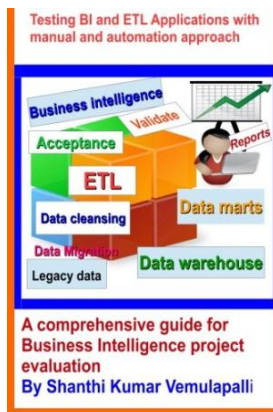 Testing BI and ETL Applications with
manual and automation approach
Business intelligence
Validate
Acceptance
Reports
ETL
Data cleansing
Data marts
Data Migration
Legacy data
Data warehouse
A comprehensive guide for
Business Intelligence project
evaluation
By Shanthi Kumar Vemulapalli